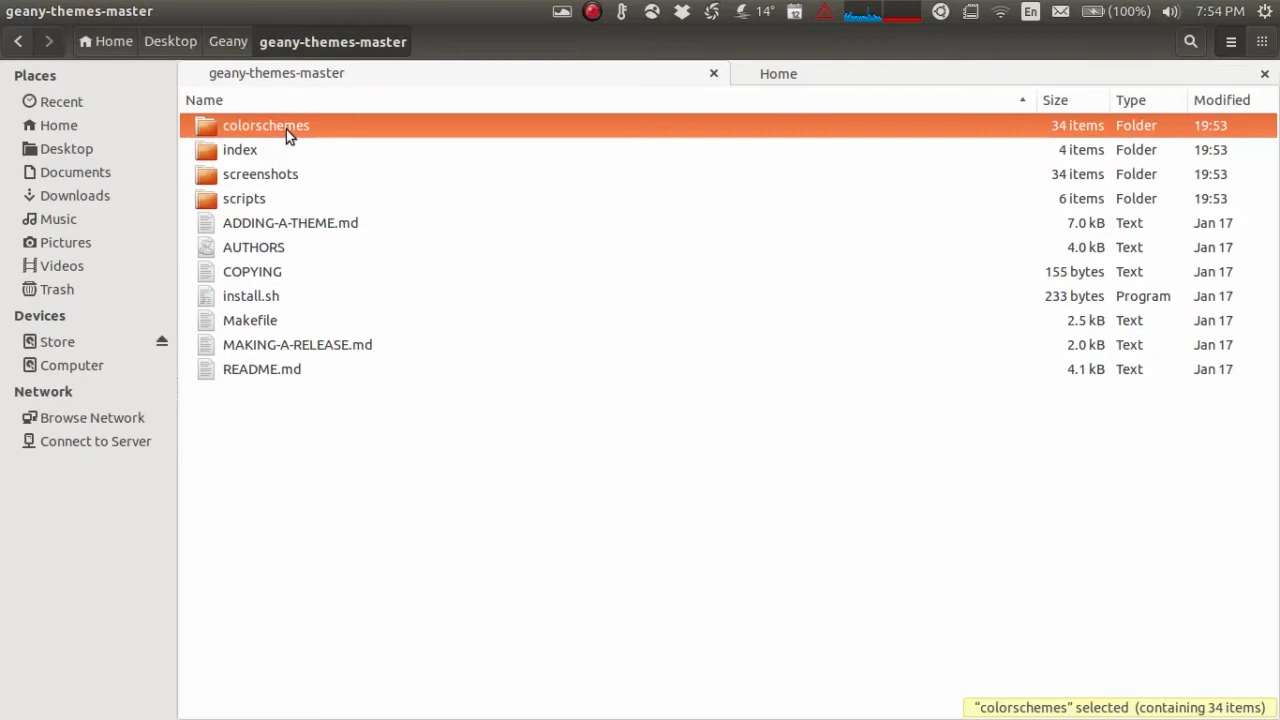 geany-themes-master
14° En (100%) 7:54 PM
Home Desktop Geany geany-themes-master
Places
Recent
Home
Desktop
Documents
Downloads
Music
Pictures
Videos
Trash
Devices
Store
Computer
Network
Browse Network
Connect to Server
geany-themes-master Home
Name Size Type Modified
colorschemes 34 items Folder 19:53
index 4 items Folder 19:53
screenshots 34 items Folder 19:53
scripts 6 items Folder 19:53
ADDING-A-THEME.md 7.0 kB Text Jan 17
AUTHORS 4.0 kB Text Jan 17
COPYING 155 bytes Text Jan 17
install.sh 233 bytes Program Jan 17
Makefile 2.5 kB Text Jan 17
MAKING-A-RELEASE.md 2.0 kB Text Jan 17
README.md 4.1 kB Text Jan 17
“colorschemes” selected (containing 34 items)